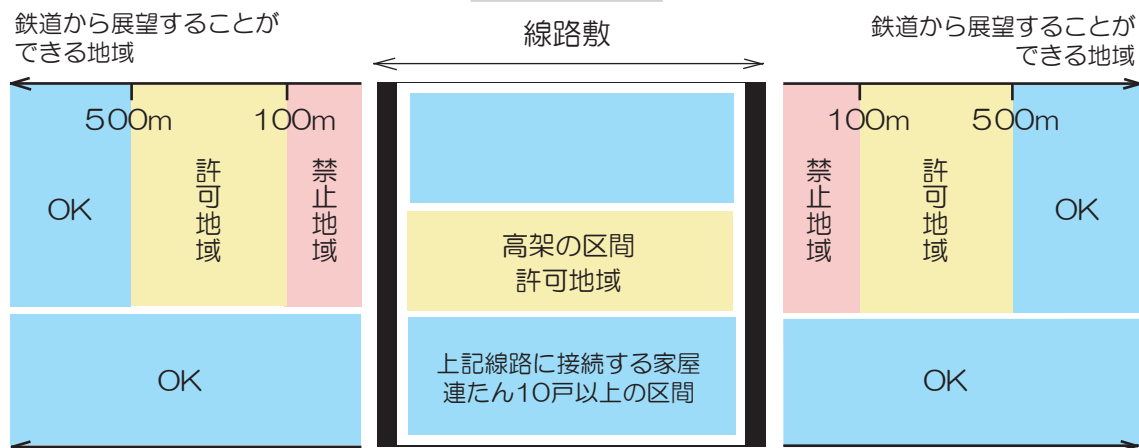 鉄道から展望することが
できる地域
線路敷
鉄道から展望することが
できる地域
500m
100m
100m
500m
OK
許可地域
禁止地域
禁止地域
許可地域
OK
高架の区間
許可地域
OK
上記線路に接続する家屋
連たん10戸以上の区間
OK